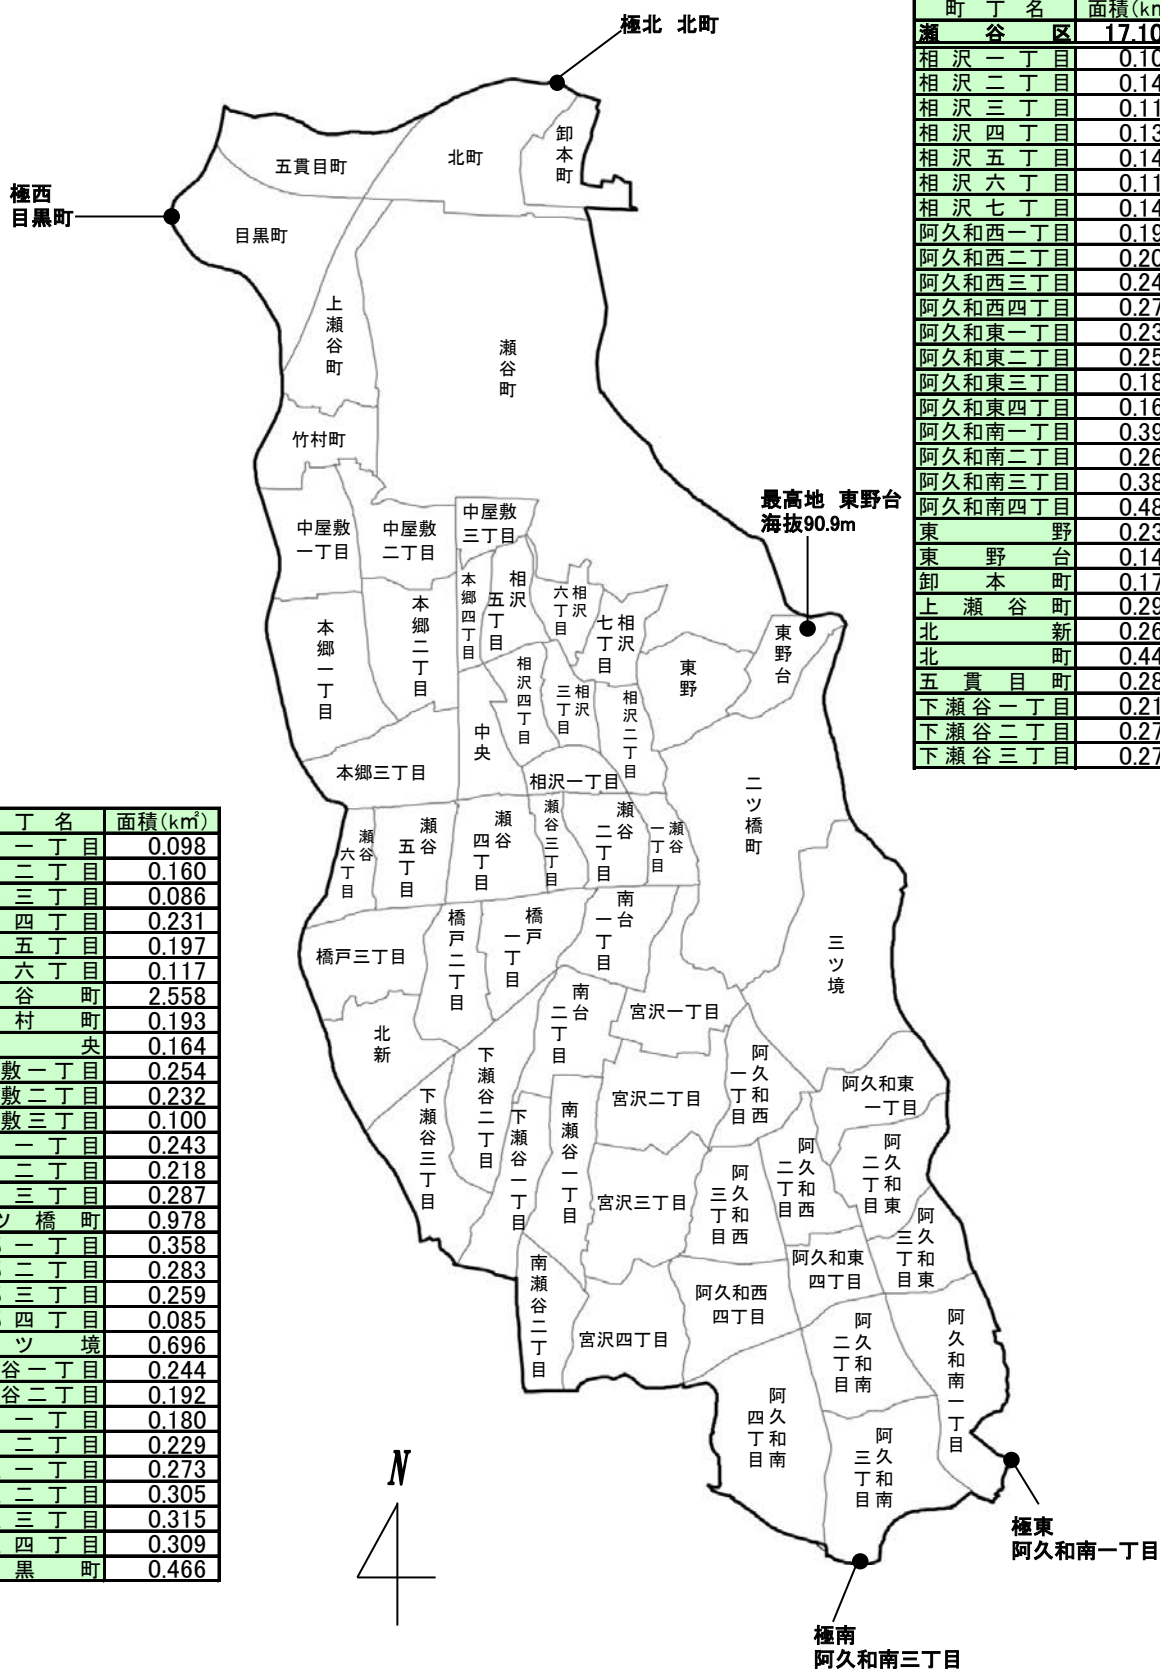 極北 北町
極西
目黒町
五貫目町
北町
卸本町
目黒町
上瀬谷町
瀬谷町
竹村町
最高地 東野台
海抜90.9m
中屋敷一丁目
中屋敷二丁目
中屋敷三丁目
本郷一丁目
本郷二丁目
本郷四丁目
相沢五丁目
相沢六丁目
相沢七丁目
東野
東野台
相沢四丁目
相沢三丁目
相沢二丁目
中央
本郷三丁目
相沢一丁目
二ツ橋町
瀬谷六丁目
瀬谷五丁目
瀬谷四丁目
瀬谷三丁目
瀬谷二丁目
瀬谷一丁目
橋戸三丁目
橋戸二丁目
橋戸一丁目
南台一丁目
三ツ境
北新
南台二丁目
宮沢一丁目
下瀬谷三丁目
下瀬谷二丁目
下瀬谷一丁目
南瀬谷一丁目
宮沢二丁目
阿久和西一丁目
阿久和東一丁目
宮沢三丁目
阿久和西三丁目
阿久和西二丁目
阿久和東二丁目
阿久和東三丁目
南瀬谷二丁目
宮沢四丁目
阿久和西四丁目
阿久和東四丁目
阿久和南二丁目
阿久和南一丁目
阿久和南四丁目
阿久和南三丁目
N
極東
阿久和南一丁目
極南
阿久和南三丁目
町丁名 面積(km
瀬谷区 17.10
相沢一丁目 0.10
相沢二丁目 0.14
相沢三丁目 0.11
相沢四丁目 0.13
相沢五丁目 0.14
相沢六丁目 0.11
相沢七丁目 0.14
阿久和西一丁目 0.19
阿久和西二丁目 0.20
阿久和西三丁目 0.24
阿久和西四丁目 0.27
阿久和東一丁目 0.23
阿久和東二丁目 0.25
阿久和東三丁目 0.18
阿久和東四丁目 0.16
阿久和南一丁目 0.39
阿久和南二丁目 0.26
阿久和南三丁目 0.38
阿久和南四丁目 0.48
東野 0.23
東野台 0.14
卸本町 0.17
上瀬谷町 0.29
北新 0.26
北町 0.44
五貫目町 0.28
下瀬谷一丁目 0.21
下瀬谷二丁目 0.27
下瀬谷三丁目 0.27
丁名 面積(km²)
一丁目 0.098
二丁目 0.160
三丁目 0.086
四丁目 0.231
五丁目 0.197
六丁目 0.117
谷町 2.558
村町 0.193
央 0.164
敷一丁目 0.254
敷二丁目 0.232
敷三丁目 0.100
一丁目 0.243
二丁目 0.218
三丁目 0.287
ツ橋町 0.978
一丁目 0.358
二丁目 0.283
三丁目 0.259
四丁目 0.085
ツ境 0.696
谷一丁目 0.244
谷二丁目 0.192
一丁目 0.180
二丁目 0.229
一丁目 0.273
二丁目 0.305
三丁目 0.315
四丁目 0.309
黒町 0.466